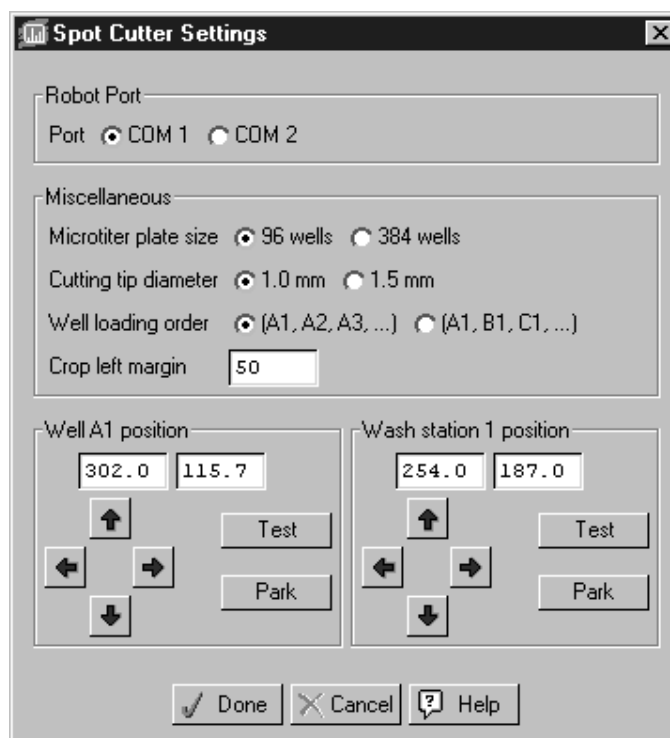 Spot Cutter Settings
Robot Port
Port COM 1 COM 2
Miscellaneous
Microtiter plate size 96 wells 384 wells
Cutting tip diameter 1.0 mm 1.5 mm
Well loading order (A1, A2, A3, ...) (A1, B1, C1, ...)
Crop left margin 50
Well A1 position
302.0 115.7
Test
Park
Wash station 1 position
254.0 187.0
Test
Park
Done Cancel Help